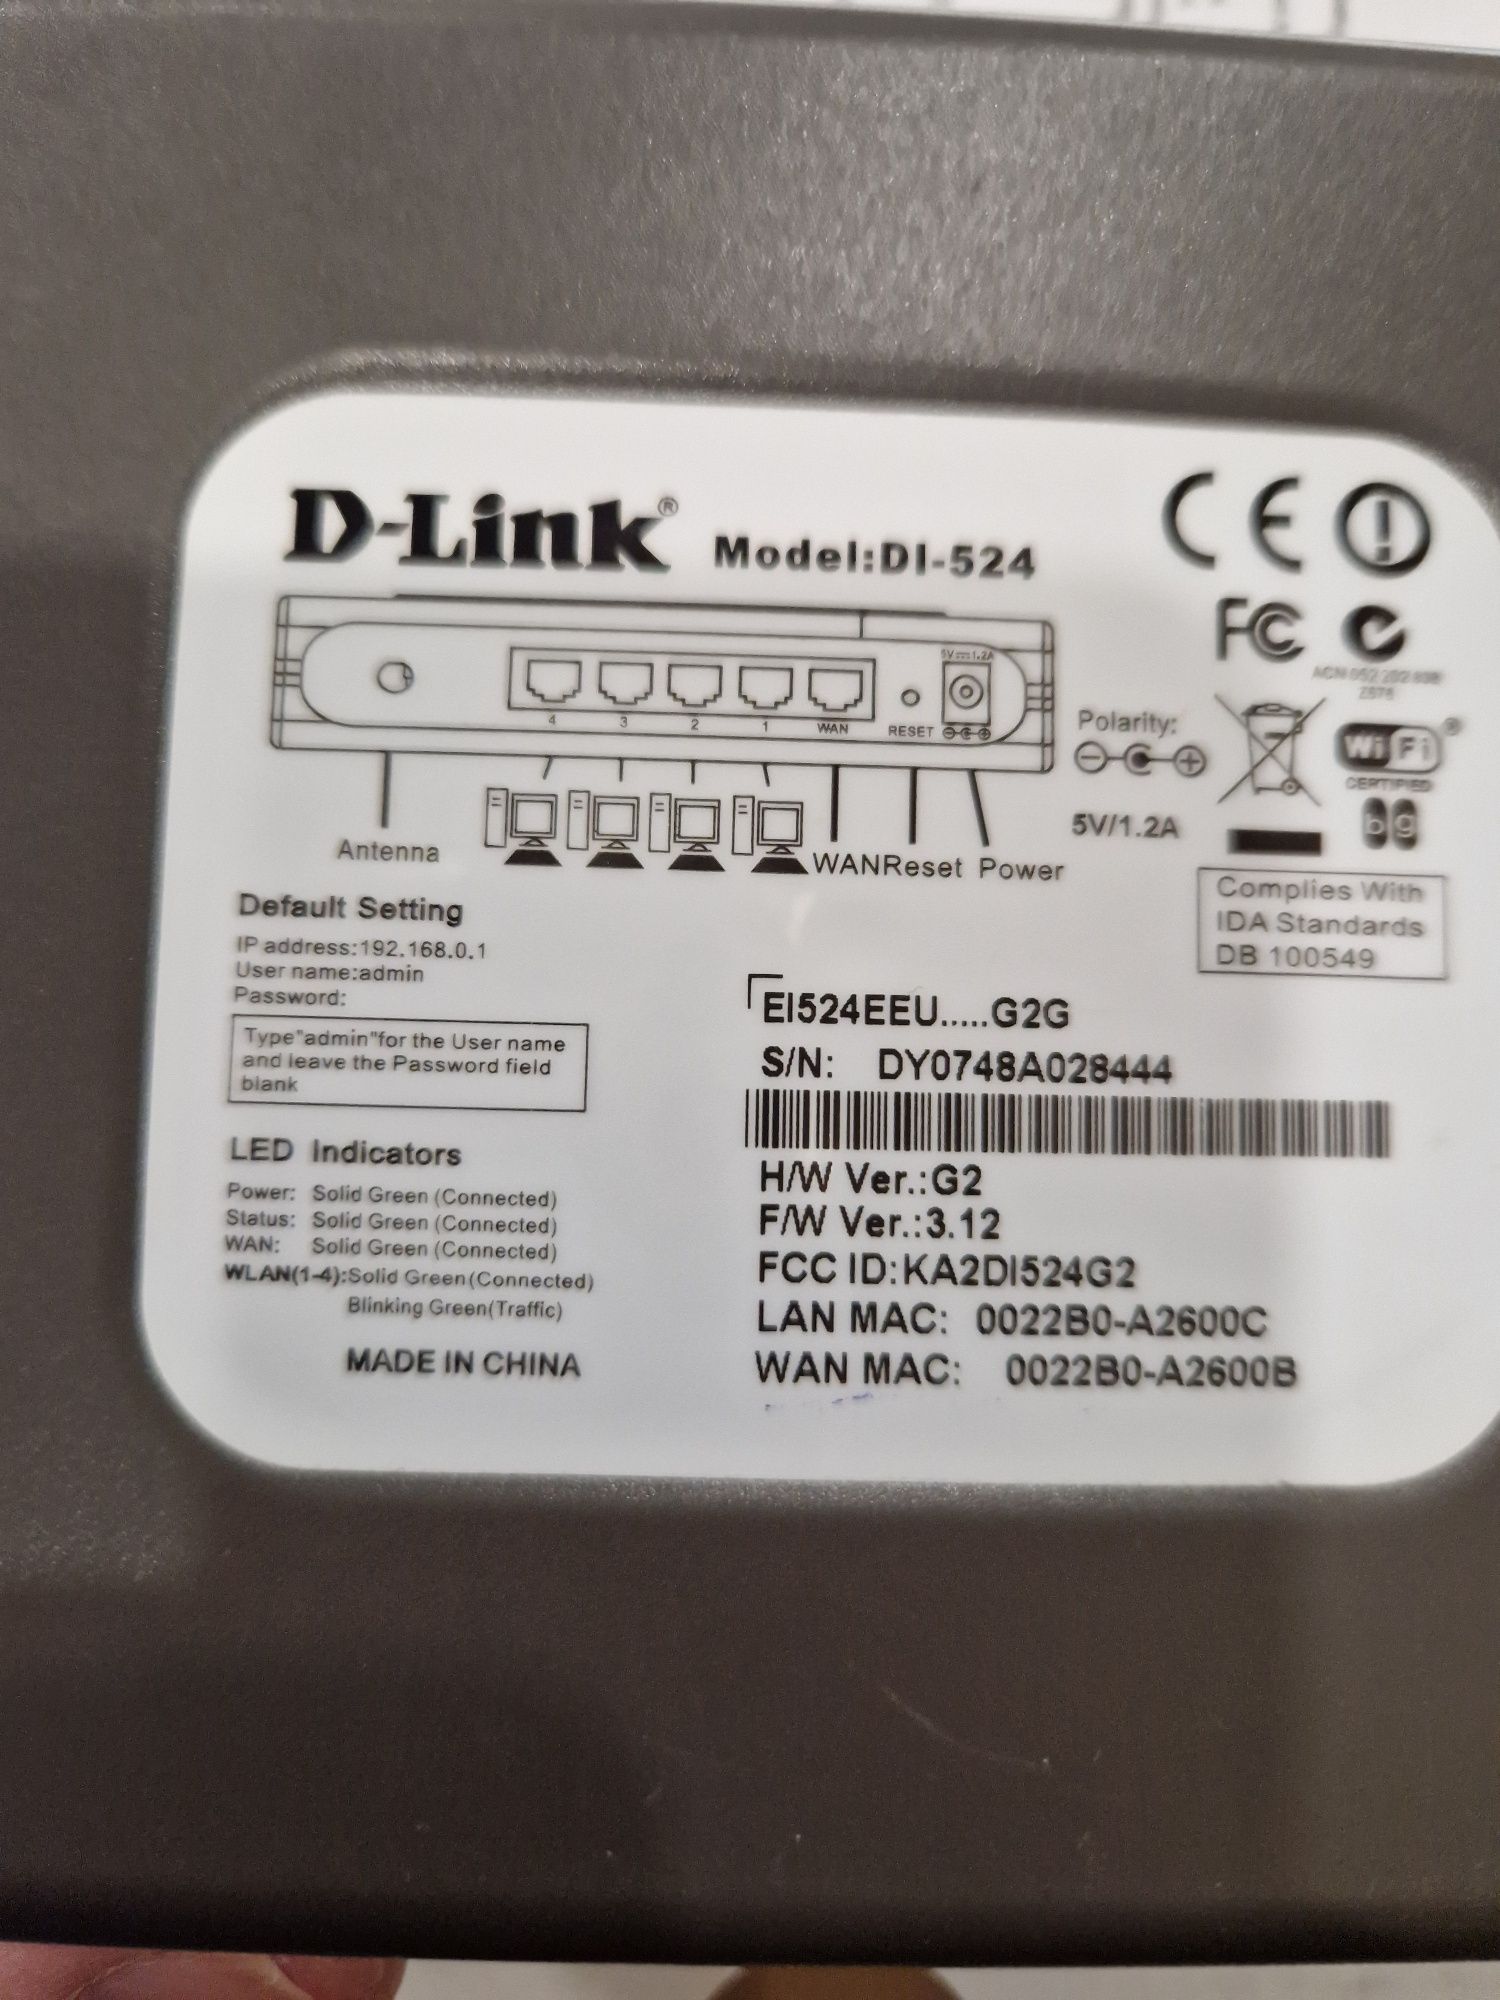 D-Link®
Model:DI-524
CE
FC
5V 1.2A
4 3 2 1 WAN
RESET
Polarity:
5V/1.2A
Wi Fi ®
CERTIFIED
b g
Antenna
WAN Reset Power
Complies With
IDA Standards
DB 100549
Default Setting
IP address:192.168.0.1
User name:admin
Password:
Type"admin"for the User name
and leave the Password field
blank
LED Indicators
Power: Solid Green (Connected)
Status: Solid Green (Connected)
WAN: Solid Green (Connected)
WLAN(1-4):Solid Green(Connected)
Blinking Green(Traffic)
MADE IN CHINA
EI524EEU.....G2G
S/N: DY0748A028444
H/W Ver.:G2
F/W Ver.:3.12
FCC ID:KA2DI524G2
LAN MAC: 0022B0-A2600C
WAN MAC: 0022B0-A2600B